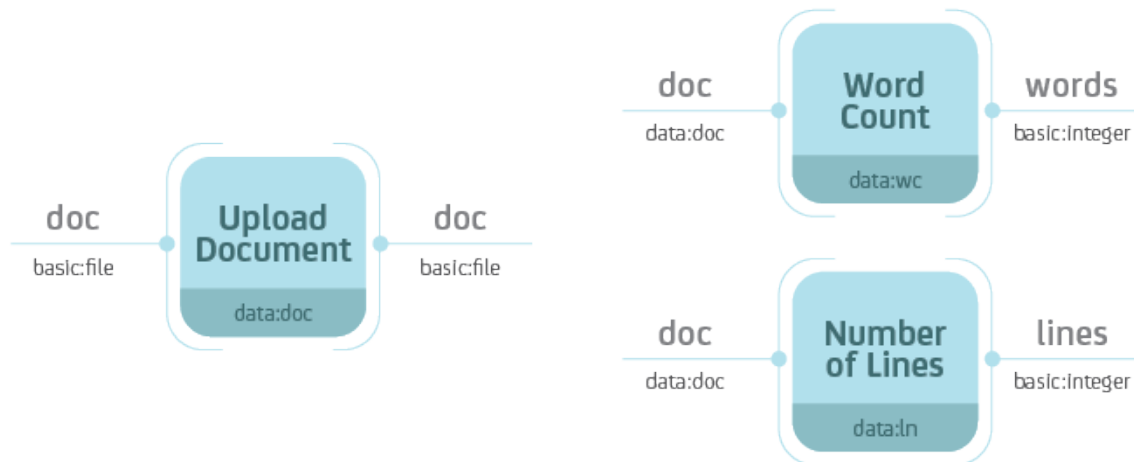 doc
basic:file
Upload
Document
data:doc
doc
basic:file
doc
data:doc
Word
Count
data:wc
words
basic:integer
doc
data:doc
Number
of Lines
data:ln
lines
basic:integer